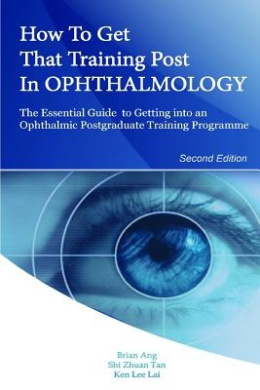 How To Get
That Training Post
In OPHTHALMOLOGY
The Essential Guide to Getting into an
Ophthalmic Postgraduate Training Programme
Second Edition
Brian Ang
Shi Zhuan Tan
Ken Lee Lai